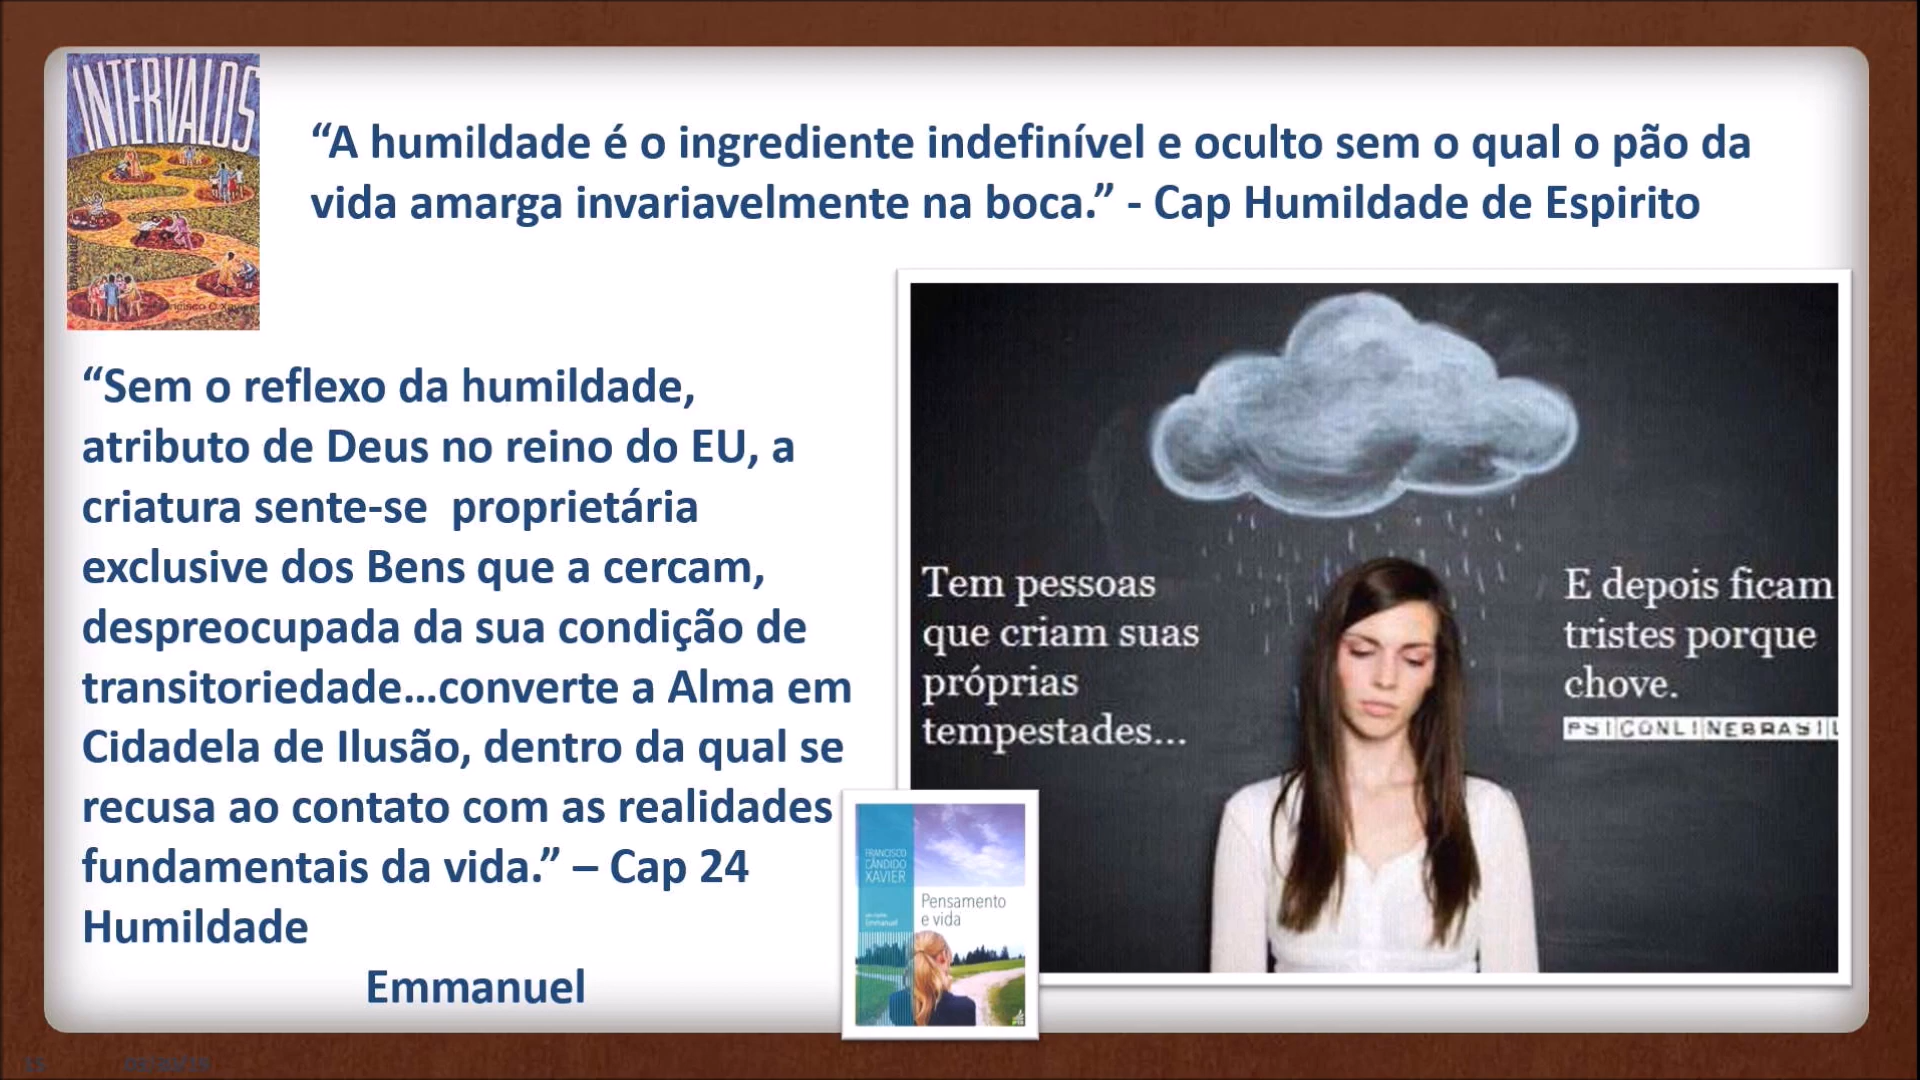 INTERVALOS
“A humildade é o ingrediente indefinível e oculto sem o qual o pão da
vida amarga invariavelmente na boca.” - Cap Humildade de Espirito
“Sem o reflexo da humildade,
atributo de Deus no reino do EU, a
criatura sente-se  proprietária
exclusive dos Bens que a cercam,
despreocupada da sua condição de
transitoriedade...converte a Alma em
Cidadela de Ilusão, dentro da qual se
recusa ao contato com as realidades
fundamentais da vida.” – Cap 24
Humildade
Emmanuel
Tem pessoas
que criam suas
próprias
tempestades...
E depois ficam
tristes porque
chove.
PSICONLINEBRASIL
FRANCISCO
CÂNDIDO
XAVIER
Pensamento
e vida
Emmanuel